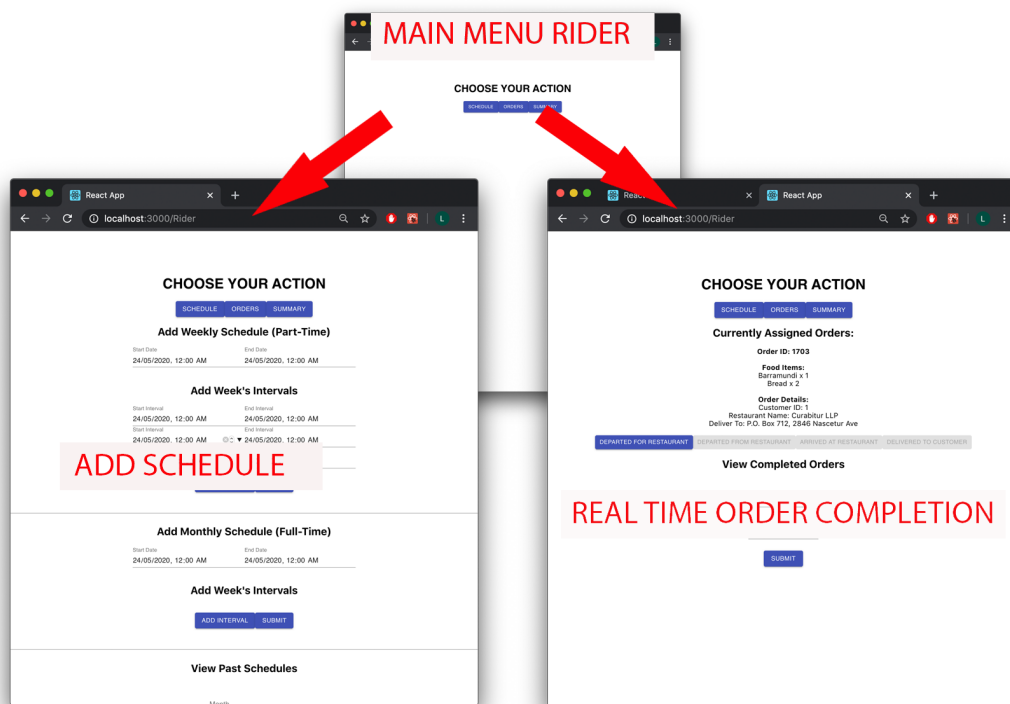 MAIN MENU RIDER
CHOOSE YOUR ACTION
SCHEDULE ORDERS SUMMARY
React App
localhost:3000/Rider
L
CHOOSE YOUR ACTION
SCHEDULE ORDERS SUMMARY
Add Weekly Schedule (Part-Time)
Start Date End Date
24/05/2020, 12:00 AM 24/05/2020, 12:00 AM
Add Week's Intervals
Start Interval End Interval
24/05/2020, 12:00 AM 24/05/2020, 12:00 AM
Start Interval End Interval
24/05/2020, 12:00 AM 24/05/2020, 12:00 AM
ADD SCHEDULE
Add Monthly Schedule (Full-Time)
Start Date End Date
24/05/2020, 12:00 AM 24/05/2020, 12:00 AM
Add Week's Intervals
ADD INTERVAL SUBMIT
View Past Schedules
Month
React App
localhost:3000/Rider
L
CHOOSE YOUR ACTION
SCHEDULE ORDERS SUMMARY
Currently Assigned Orders:
Order ID: 1703
Food Items:
Barramundi x 1
Bread x 2
Order Details:
Customer ID: 1
Restaurant Name: Curabitur LLP
Deliver To: P.O. Box 712, 2846 Nascetur Ave
DEPARTED FOR RESTAURANT DEPARTED FROM RESTAURANT ARRIVED AT RESTAURANT DELIVERED TO CUSTOMER
View Completed Orders
REAL TIME ORDER COMPLETION
SUBMIT